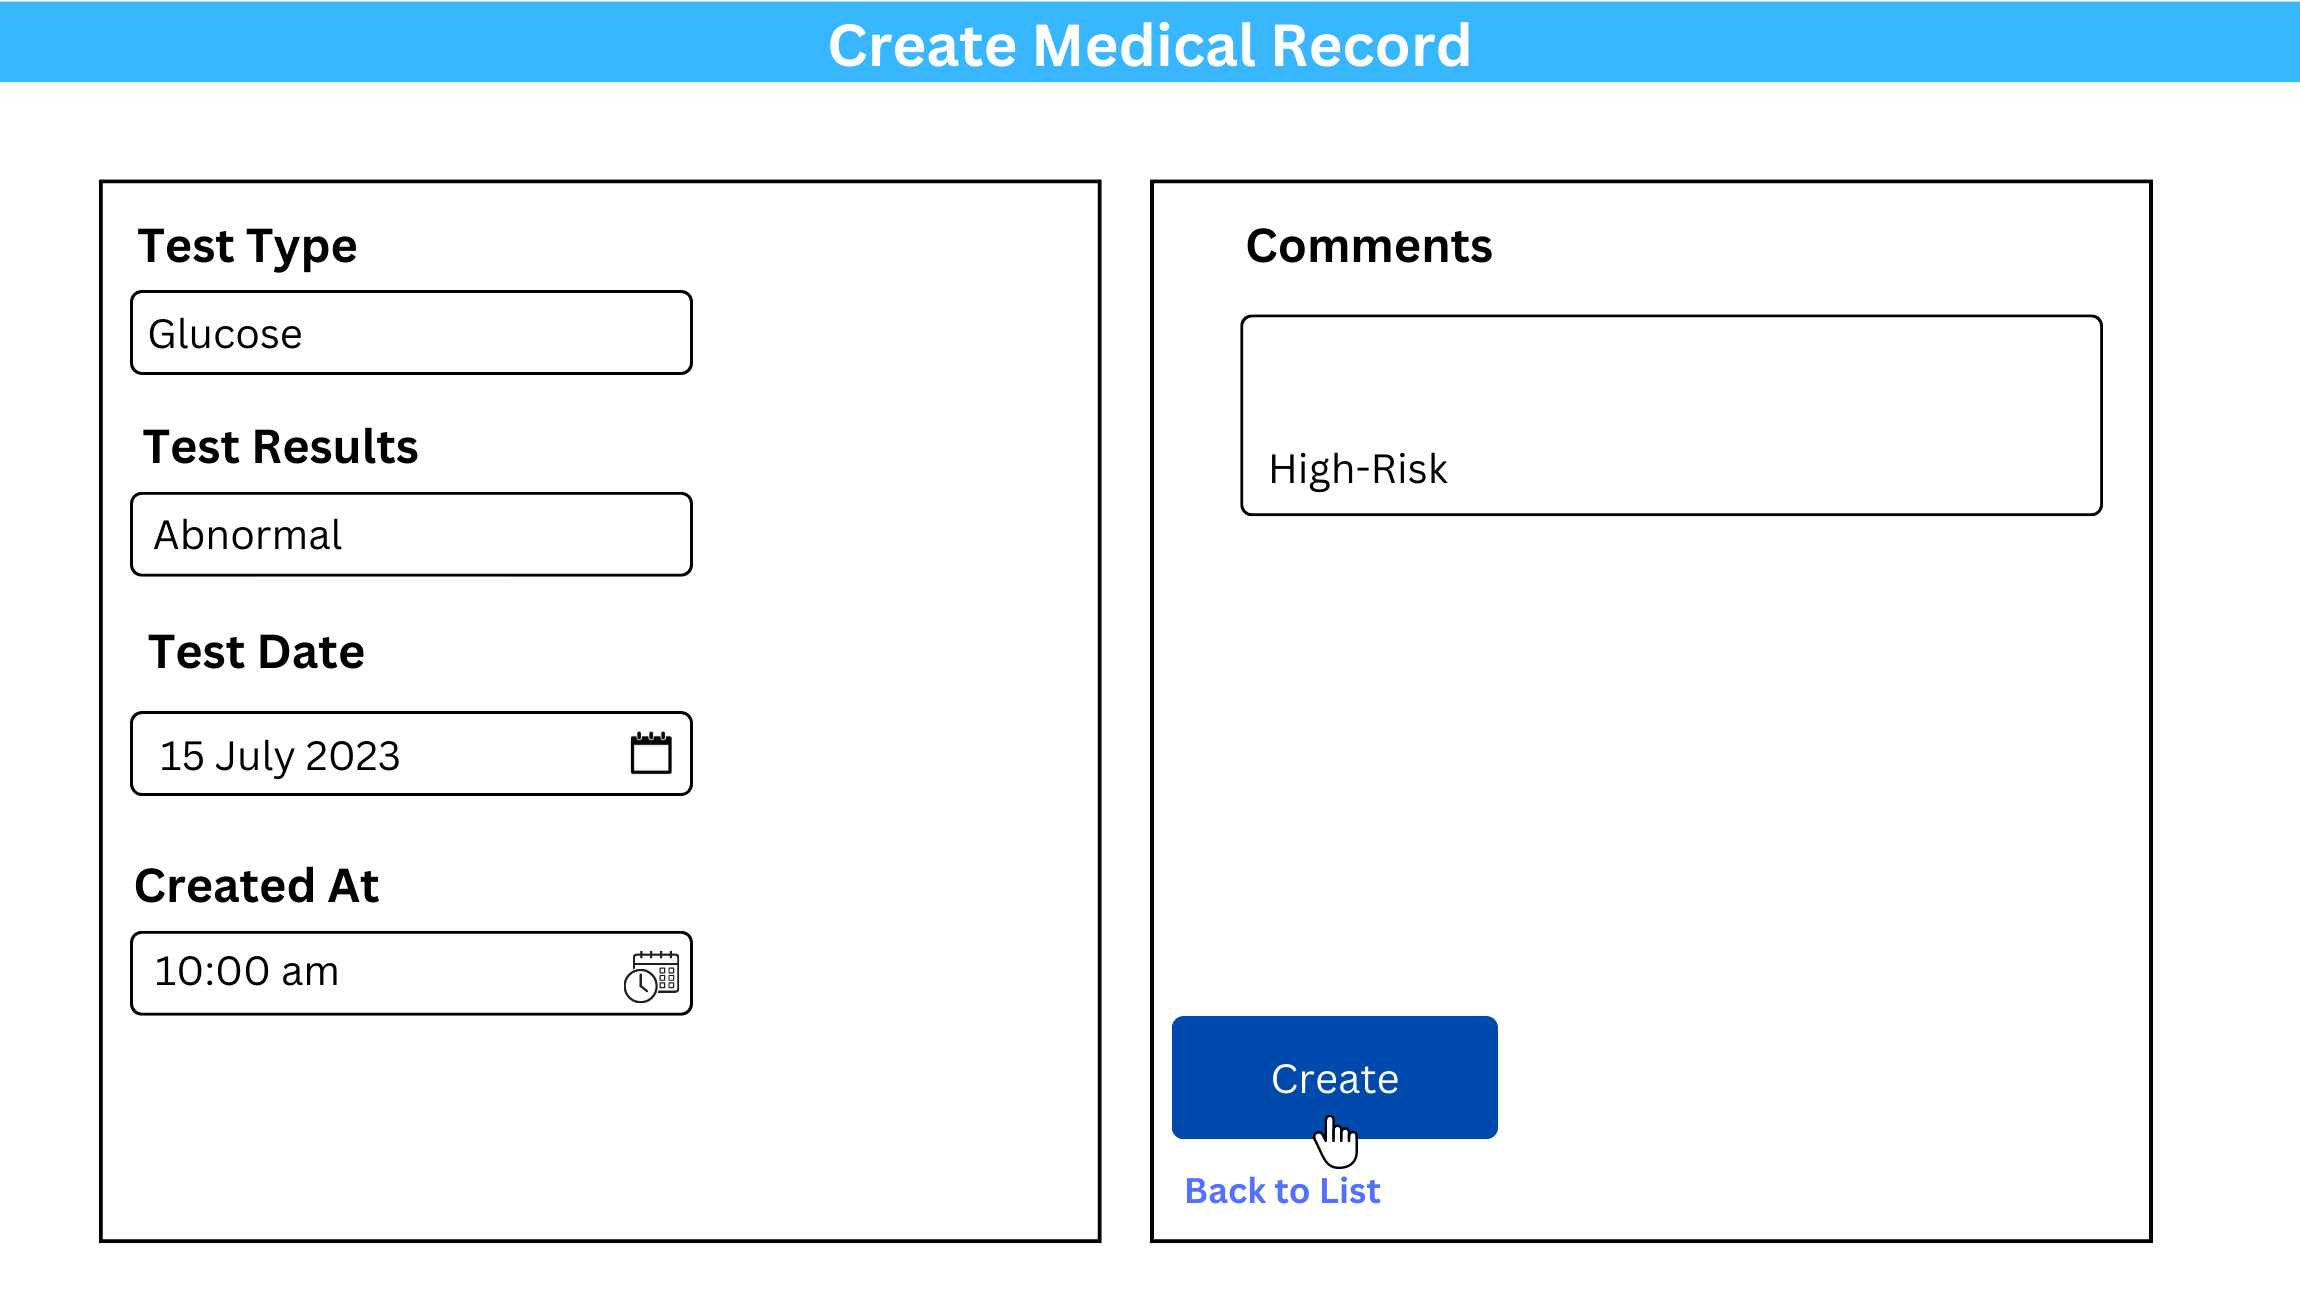 Create Medical Record
Test Type
Glucose
Test Results
Abnormal
Test Date
15 July 2023
Created At
10:00 am
Comments
High-Risk
Create
Back to List